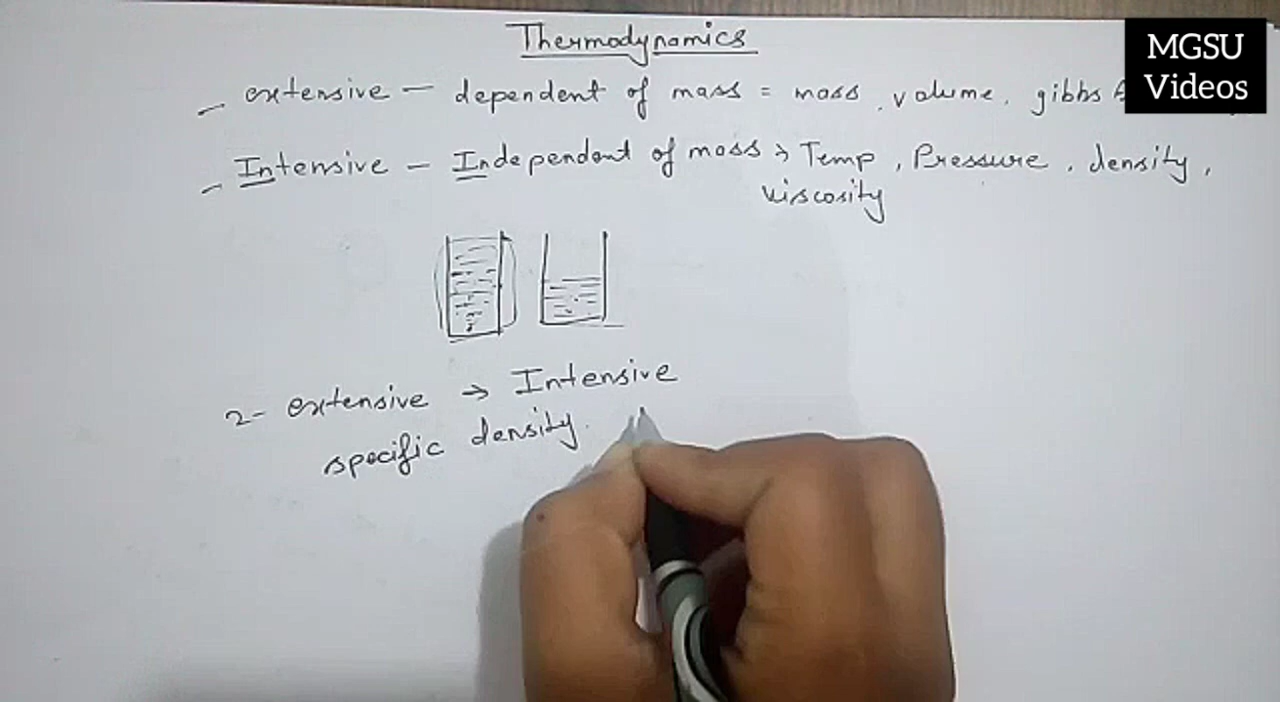 Thermodynamics
MGSU
Videos
- extensive - dependent of mass = mass, volume, gibbs
- Intensive - Independent of mass → Temp, Pressure, density,
viscosity
2- extensive → Intensive
specific density.